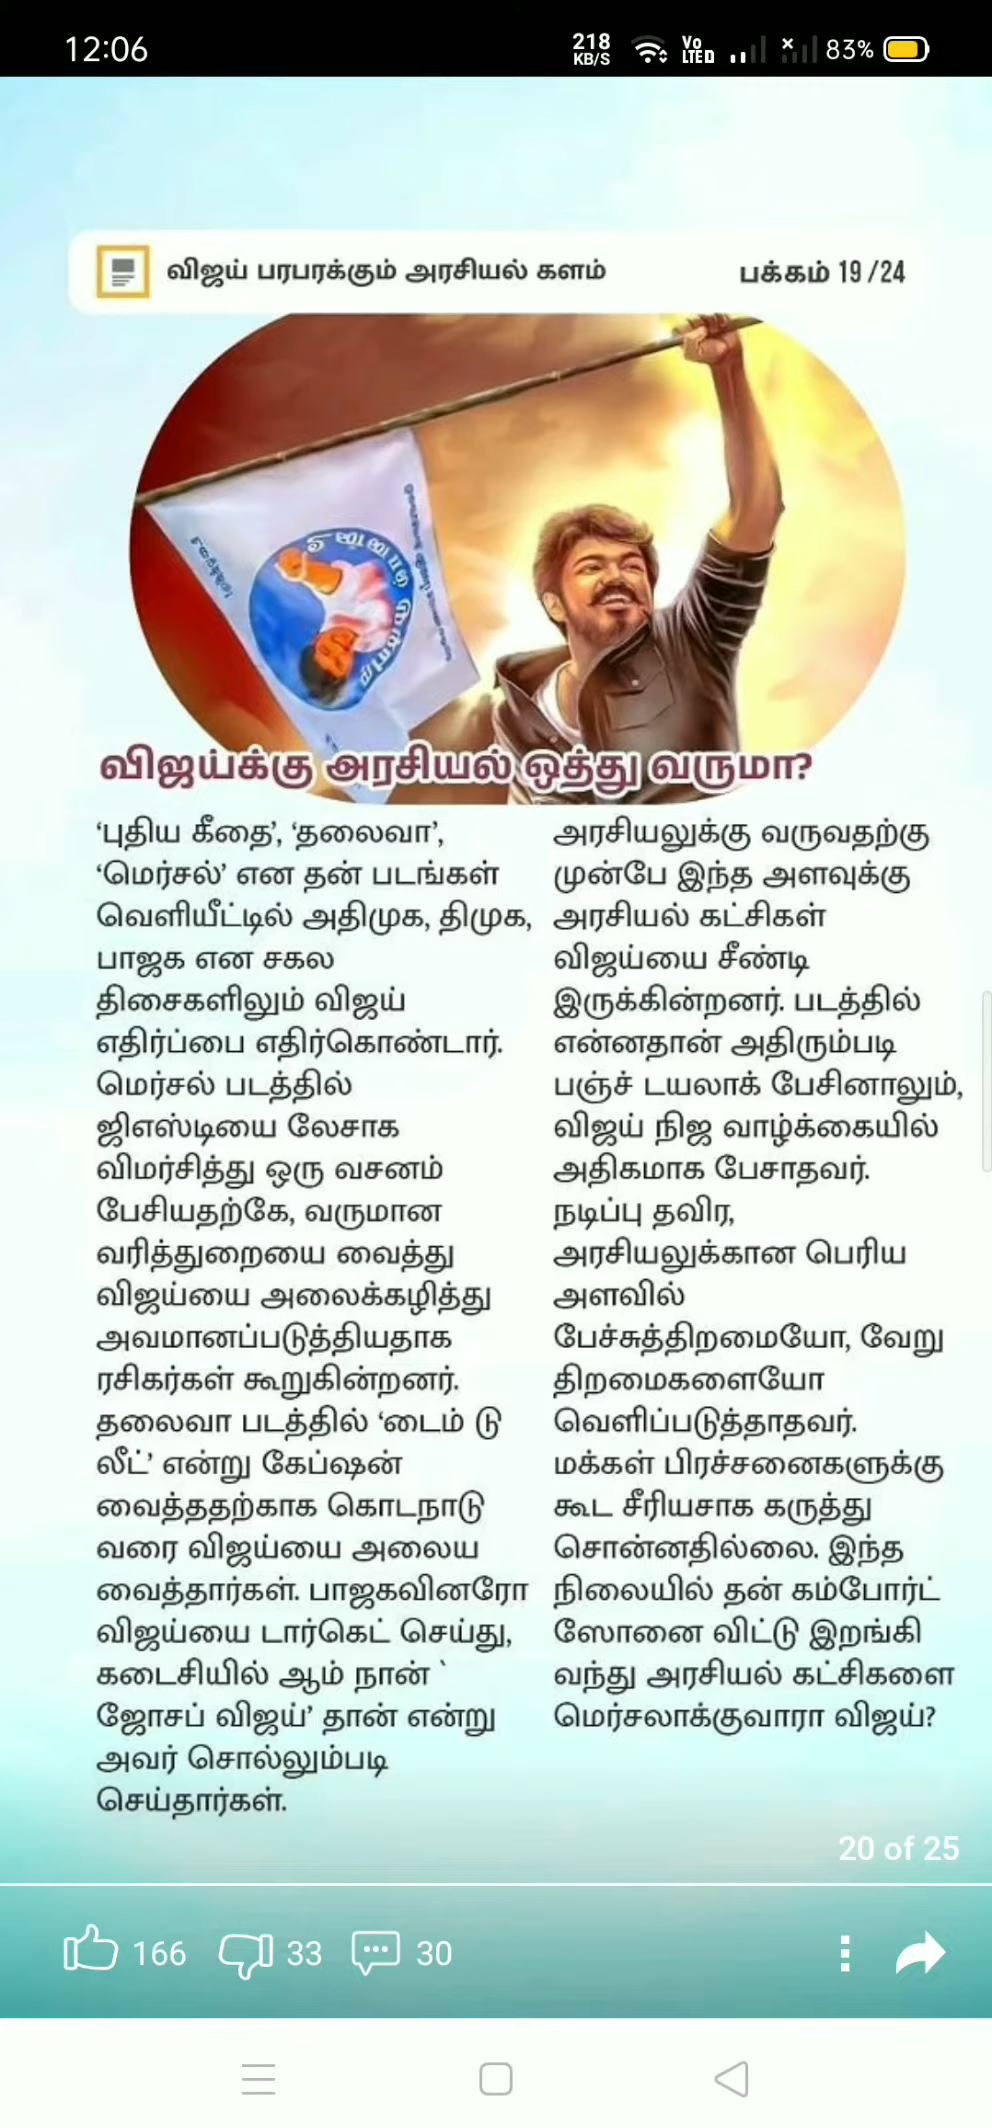 12:06
218
KB/S
Vo
LTED
83%
விஜய் பரபரக்கும் அரசியல் களம்
பக்கம் 19 /24
விஜய்க்கு அரசியல் ஒத்து வருமா?
‘புதிய கீதை’, ‘தலைவா’,
‘மெர்சல்’ என தன் படங்கள்
வெளியீட்டில் அதிமுக, திமுக,
பாஜக என சகல
திசைகளிலும் விஜய்
எதிர்ப்பை எதிர்கொண்டார்.
மெர்சல் படத்தில்
ஜிஎஸ்டியை லேசாக
விமர்சித்து ஒரு வசனம்
பேசியதற்கே, வருமான
வரித்துறையை வைத்து
விஜய்யை அலைக்கழித்து
அவமானப்படுத்தியதாக
ரசிகர்கள் கூறுகின்றனர்.
தலைவா படத்தில் ‘டைம் டு
லீட்’ என்று கேப்ஷன்
வைத்ததற்காக கொடநாடு
வரை விஜய்யை அலைய
வைத்தார்கள். பாஜகவினரோ
விஜய்யை டார்கெட் செய்து,
கடைசியில் ஆம் நான் `
ஜோசப் விஜய்’ தான் என்று
அவர் சொல்லும்படி
செய்தார்கள்.
அரசியலுக்கு வருவதற்கு
முன்பே இந்த அளவுக்கு
அரசியல் கட்சிகள்
விஜய்யை சீண்டி
இருக்கின்றனர். படத்தில்
என்னதான் அதிரும்படி
பஞ்ச் டயலாக் பேசினாலும்,
விஜய் நிஜ வாழ்க்கையில்
அதிகமாக பேசாதவர்.
நடிப்பு தவிர,
அரசியலுக்கான பெரிய
அளவில்
பேச்சுத்திறமையோ, வேறு
திறமைகளையோ
வெளிப்படுத்தாதவர்.
மக்கள் பிரச்சனைகளுக்கு
கூட சீரியசாக கருத்து
சொன்னதில்லை. இந்த
நிலையில் தன் கம்போர்ட்
ஸோனை விட்டு இறங்கி
வந்து அரசியல் கட்சிகளை
மெர்சலாக்குவாரா விஜய்?
20 of 25
166
33
30